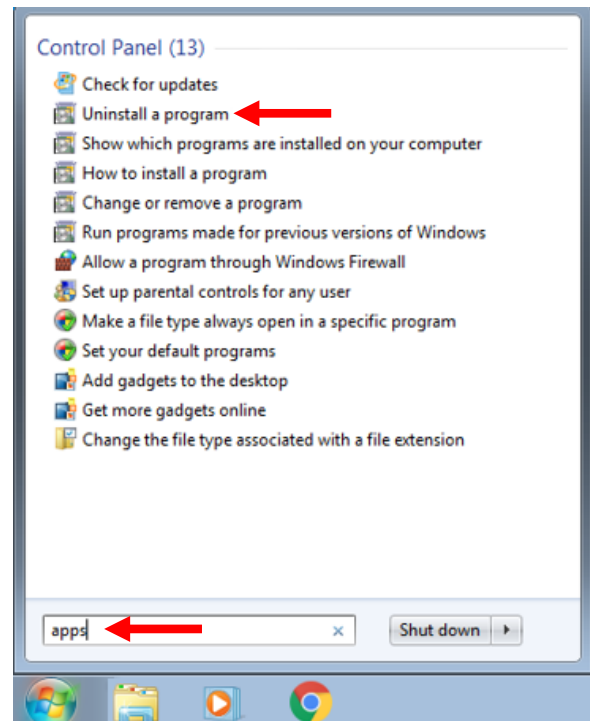 Control Panel (13)
Check for updates
Uninstall a program
Show which programs are installed on your computer
How to install a program
Change or remove a program
Run programs made for previous versions of Windows
Allow a program through Windows Firewall
Set up parental controls for any user
Make a file type always open in a specific program
Set your default programs
Add gadgets to the desktop
Get more gadgets online
Change the file type associated with a file extension
apps
Shut down